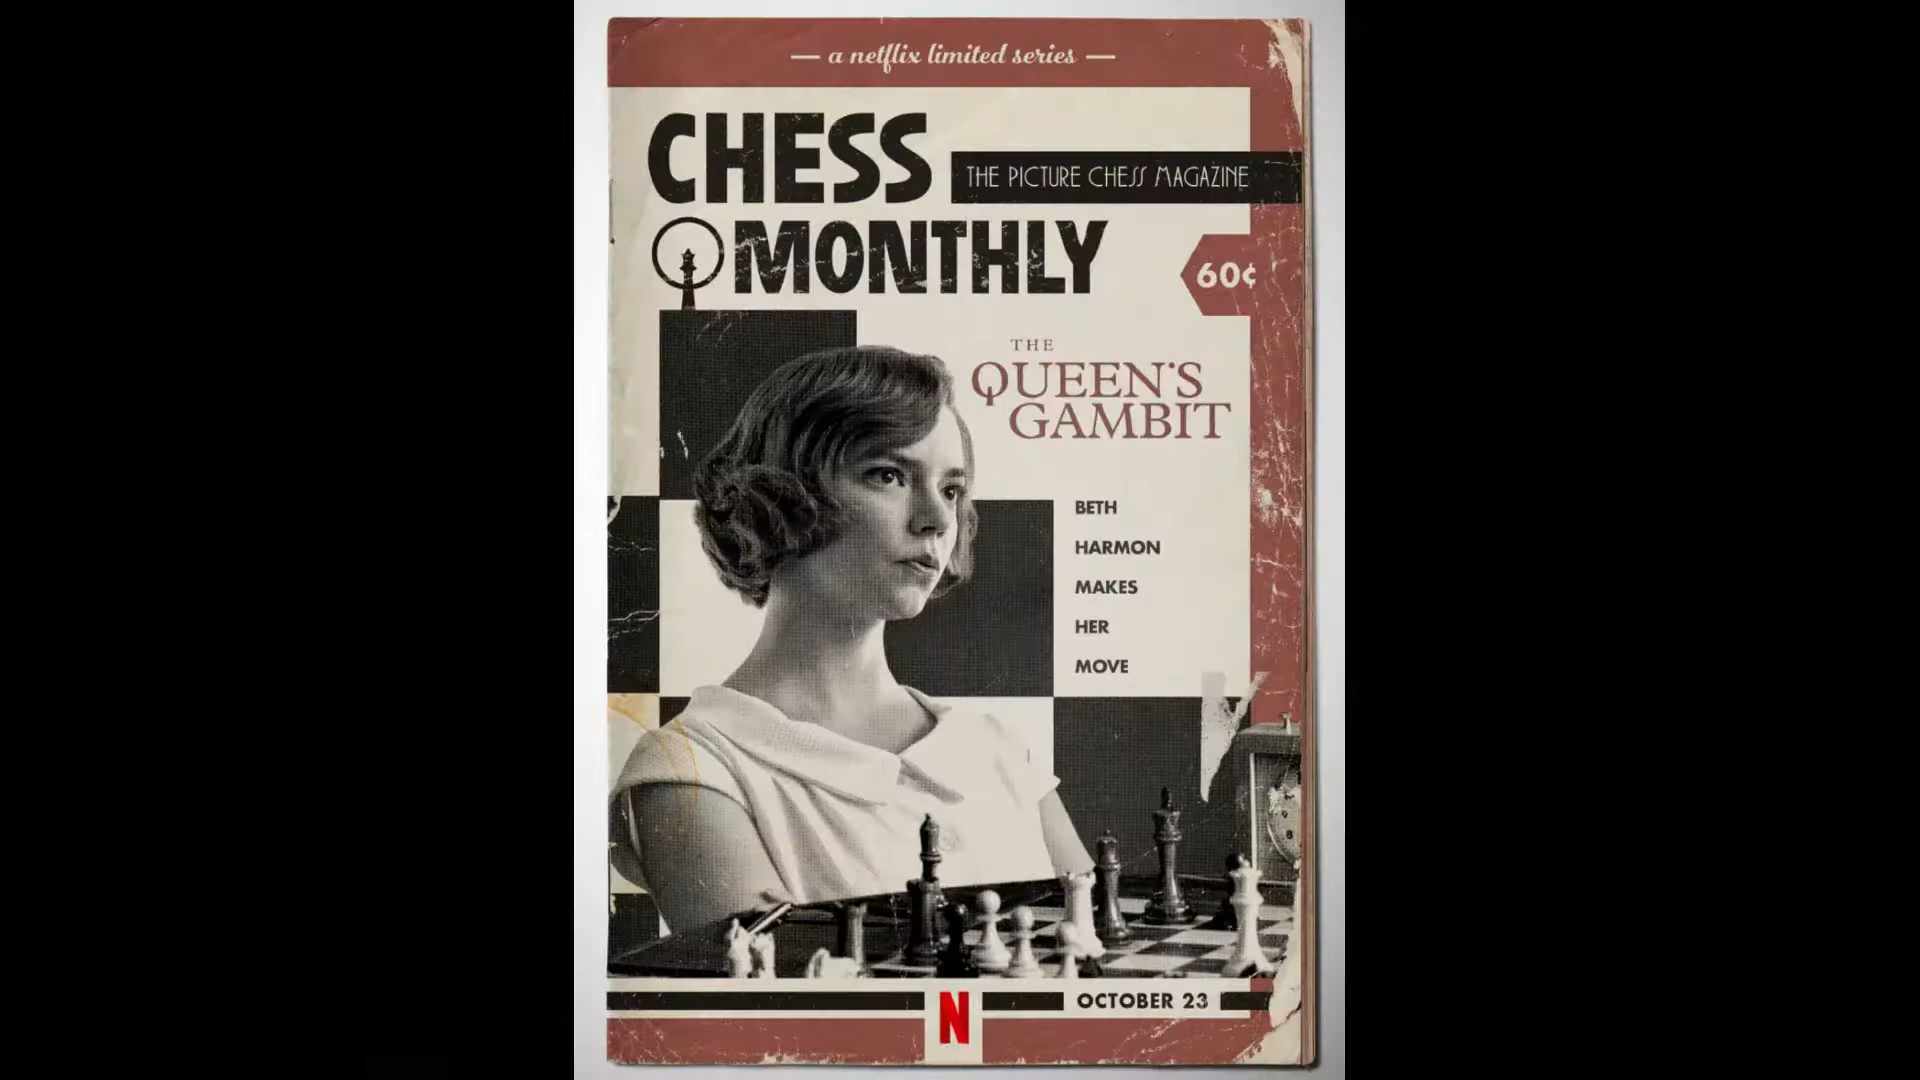 a netflix limited series
CHESS
THE PICTURE CHESS MAGAZINE
MONTHLY
60¢
THE
QUEEN'S
GAMBIT
BETH
HARMON
MAKES
HER
MOVE
8
N
OCTOBER 23